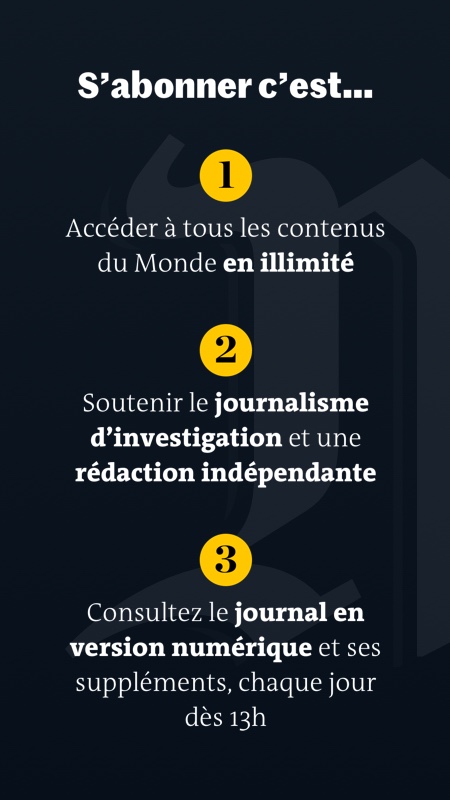 S’abonner c’est...
1
Accéder à tous les contenus
du Monde en illimité
2
Soutenir le journalisme
d’investigation et une
rédaction indépendante
3
Consultez le journal en
version numérique et ses
suppléments, chaque jour
dès 13h